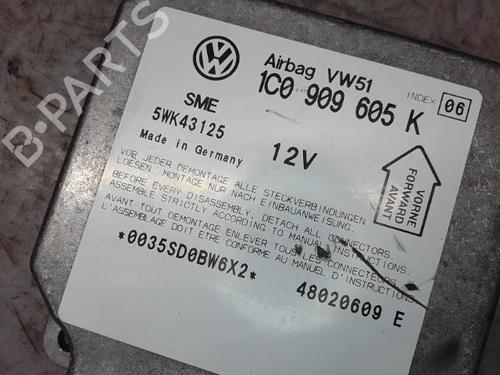 B-PARTS
Airbag VW51
1C0 909 605 K
INDEX 06
SME
5WK43125
Made in Germany
12V
VORNE
FORWARD
AVANT
VOR JEDER DEMONTAGE ALLE STECKVERBINDUNGEN
LOESEN. MONTAGE NUR NACH EINBAUANWEISUNG.
BEFORE EVERY DISASSEMBLY, DETACH ALL CONNECTORS.
ASSEMBLE STRICTLY ACCORDING TO MANUAL INSTRUCTIONS
AVANT TOUT DEMONTAGE ENLEVER TOUS LES CONNECTEURS.
L'ASSEMBLAGE DOIT ETRE CONFORME AU MANUEL D'INSTRUCTIONS.
*0035SD0BW6X2*
48020609 E